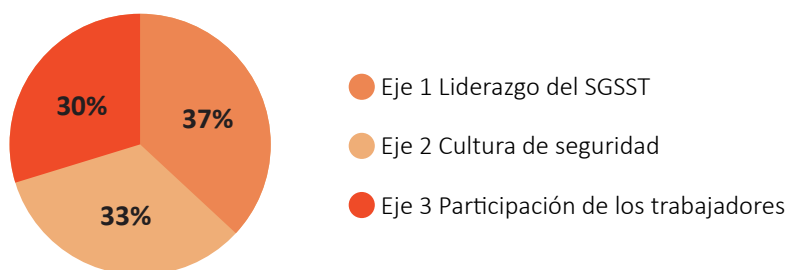 30%
37%
33%
Eje 1 Liderazgo del SGSST
Eje 2 Cultura de seguridad
Eje 3 Participación de los trabajadores